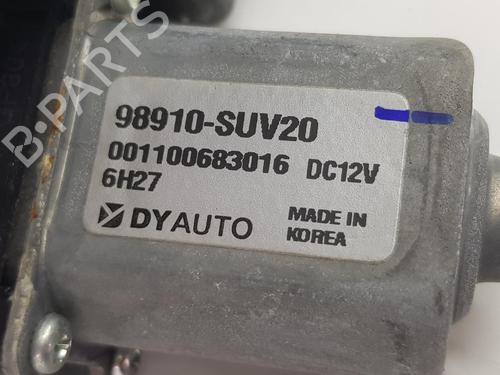 B-PARTS
98910-SUV20
001100683016 DC12V
6H27
DYAUTO
MADE IN
KOREA